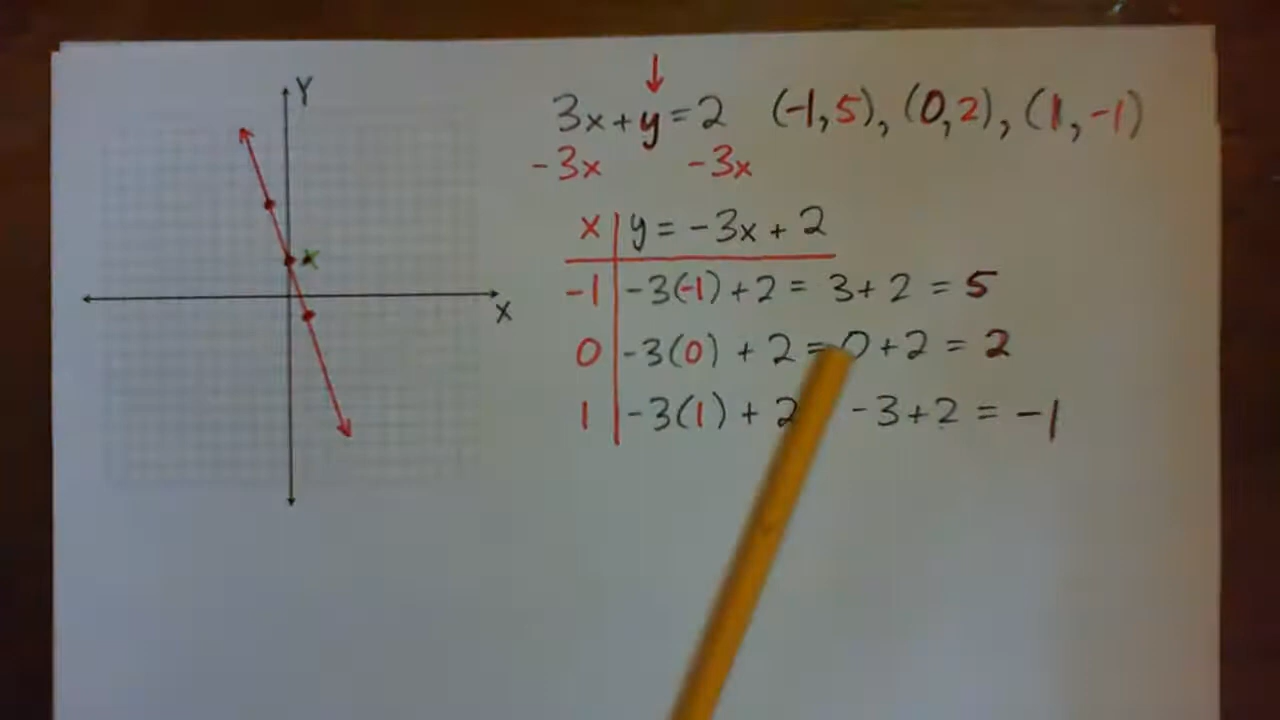 Y
X
3x+y=2 (-1,5), (0,2), (1,-1)
-3x -3x
x y = -3x + 2
-1 -3(-1) + 2 = 3 + 2 = 5
0 -3(0) + 2 = 0 + 2 = 2
1 -3(1) + 2 -3 + 2 = -1